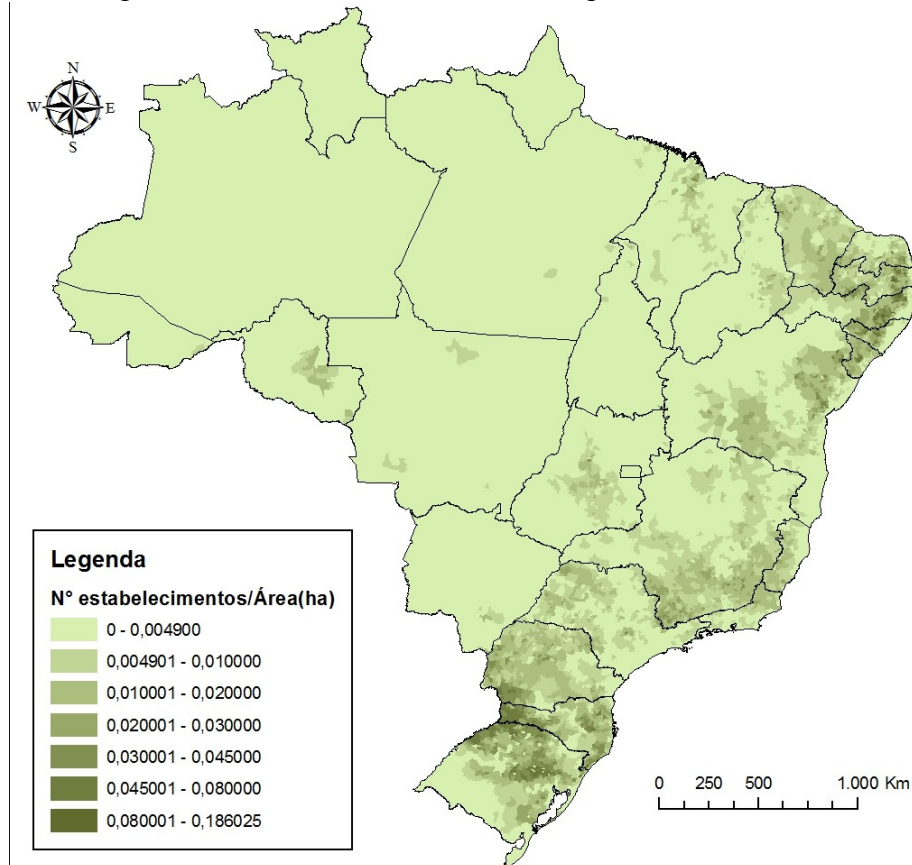 N
W E
S
Legenda
N° estabelecimentos/Área(ha)
0 - 0,004900
0,004901 - 0,010000
0,010001 - 0,020000
0,020001 - 0,030000
0,030001 - 0,045000
0,045001 - 0,080000
0,080001 - 0,186025
0 250 500 1.000 Km